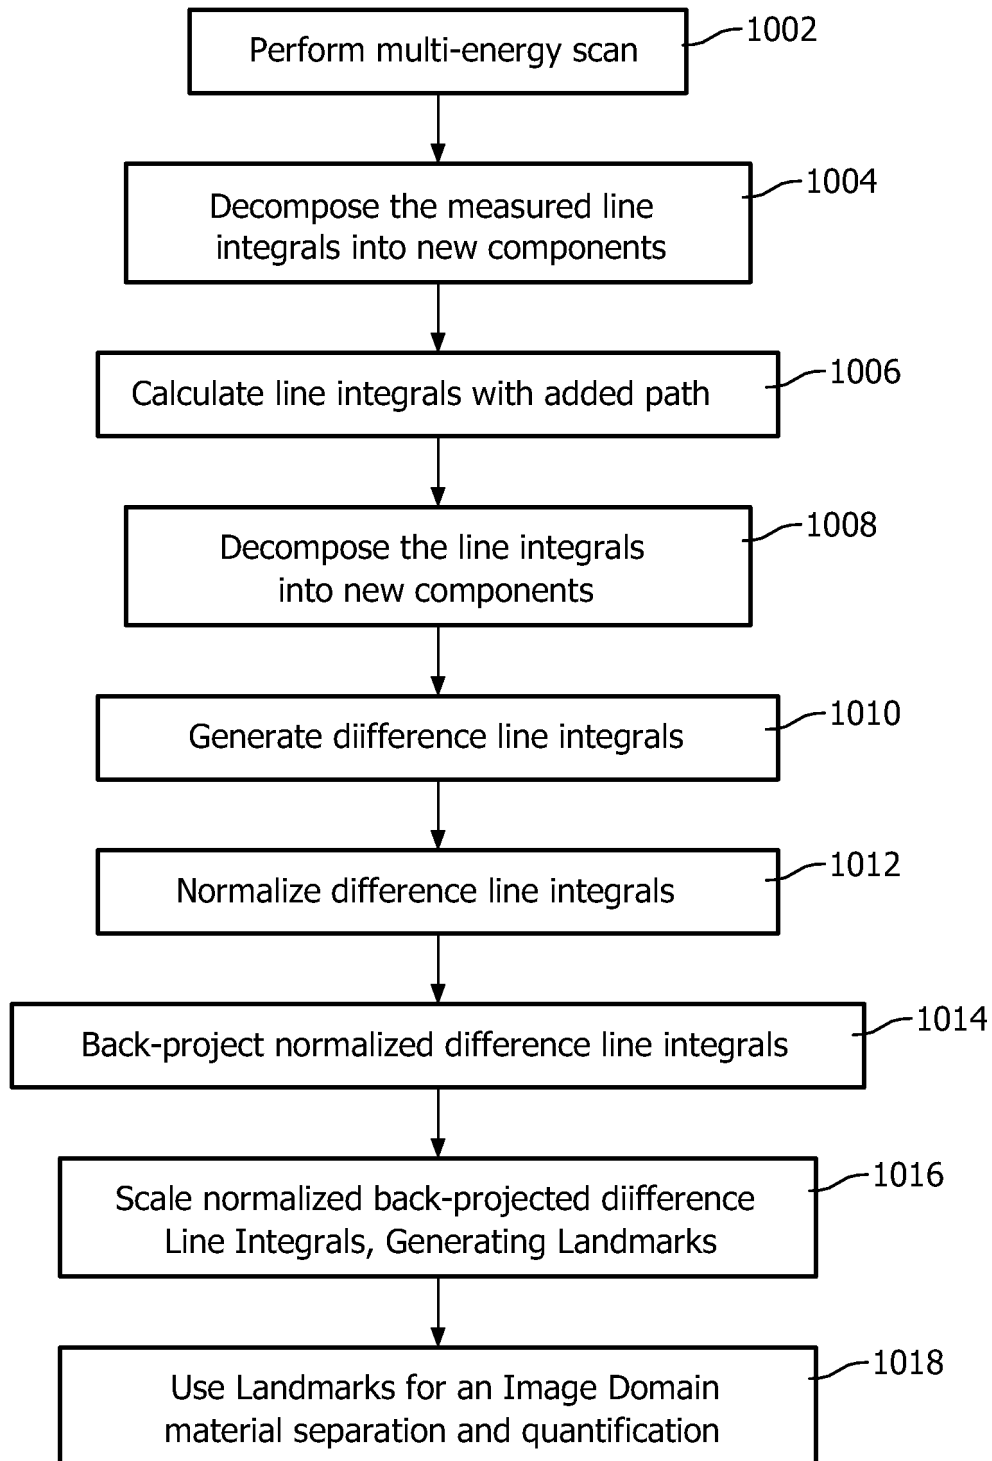 Perform multi-energy scan
1002
Decompose the measured line
integrals into new components
1004
Calculate line integrals with added path
1006
Decompose the line integrals
into new components
1008
Generate diifference line integrals
1010
Normalize difference line integrals
1012
Back-project normalized difference line integrals
1014
Scale normalized back-projected diifference
Line Integrals, Generating Landmarks
1016
Use Landmarks for an Image Domain
material separation and quantification
1018